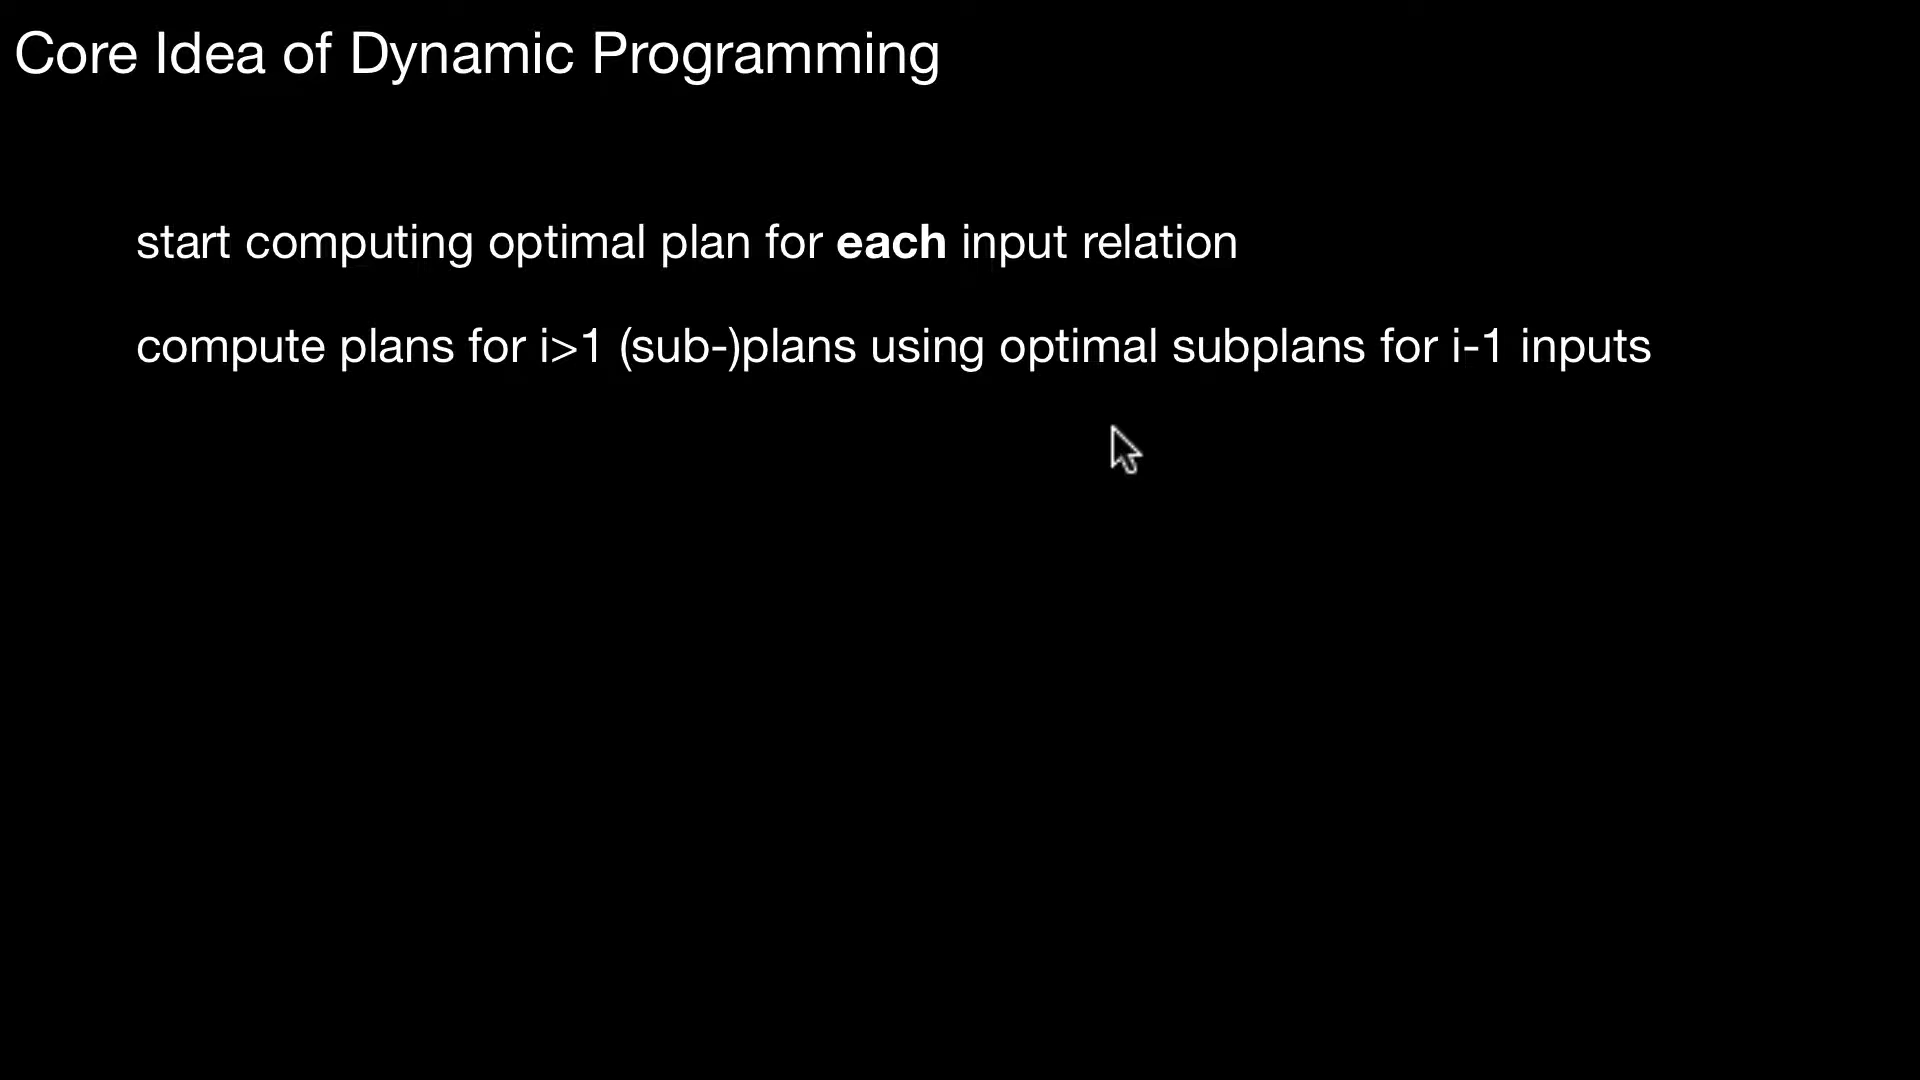 Core Idea of Dynamic Programming
start computing optimal plan for each input relation
compute plans for i>1 (sub-)plans using optimal subplans for i-1 inputs